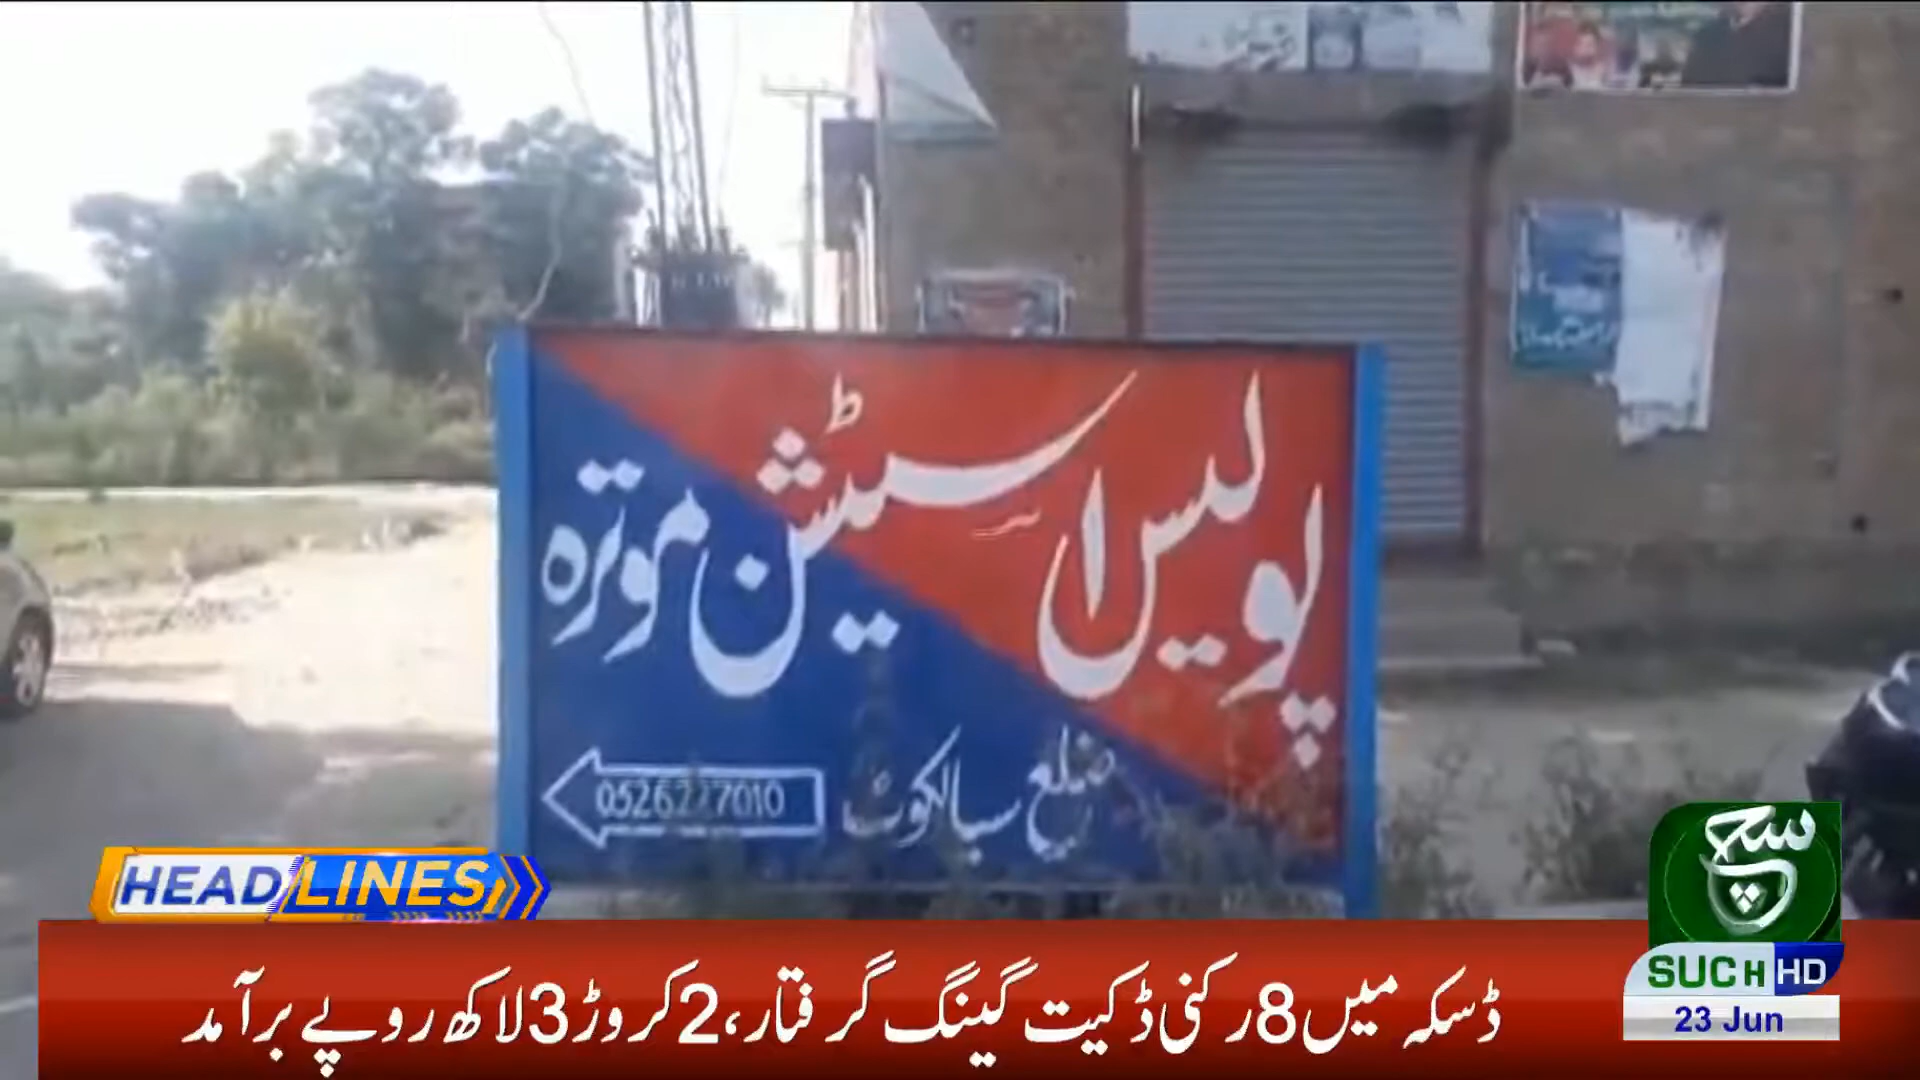 پولیس اسٹیشن موترہ
ضلع سیالکوٹ
0526227010
HEADLINES
سچ
SUCH HD
23 Jun
ڈسکہ میں 8 رکنی ڈکیت گینگ گرفتار، 2 کروڑ 3 لاکھ روپے برآمد